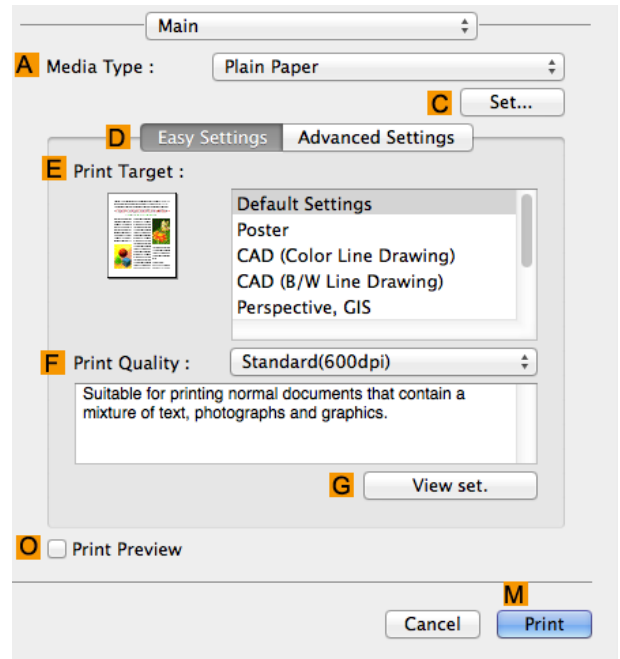 Main
A Media Type : Plain Paper
C Set...
D Easy Settings Advanced Settings
E Print Target :
Default Settings
Poster
CAD (Color Line Drawing)
CAD (B/W Line Drawing)
Perspective, GIS
F Print Quality : Standard(600dpi)
Suitable for printing normal documents that contain a
mixture of text, photographs and graphics.
G View set.
O Print Preview
M
Cancel Print